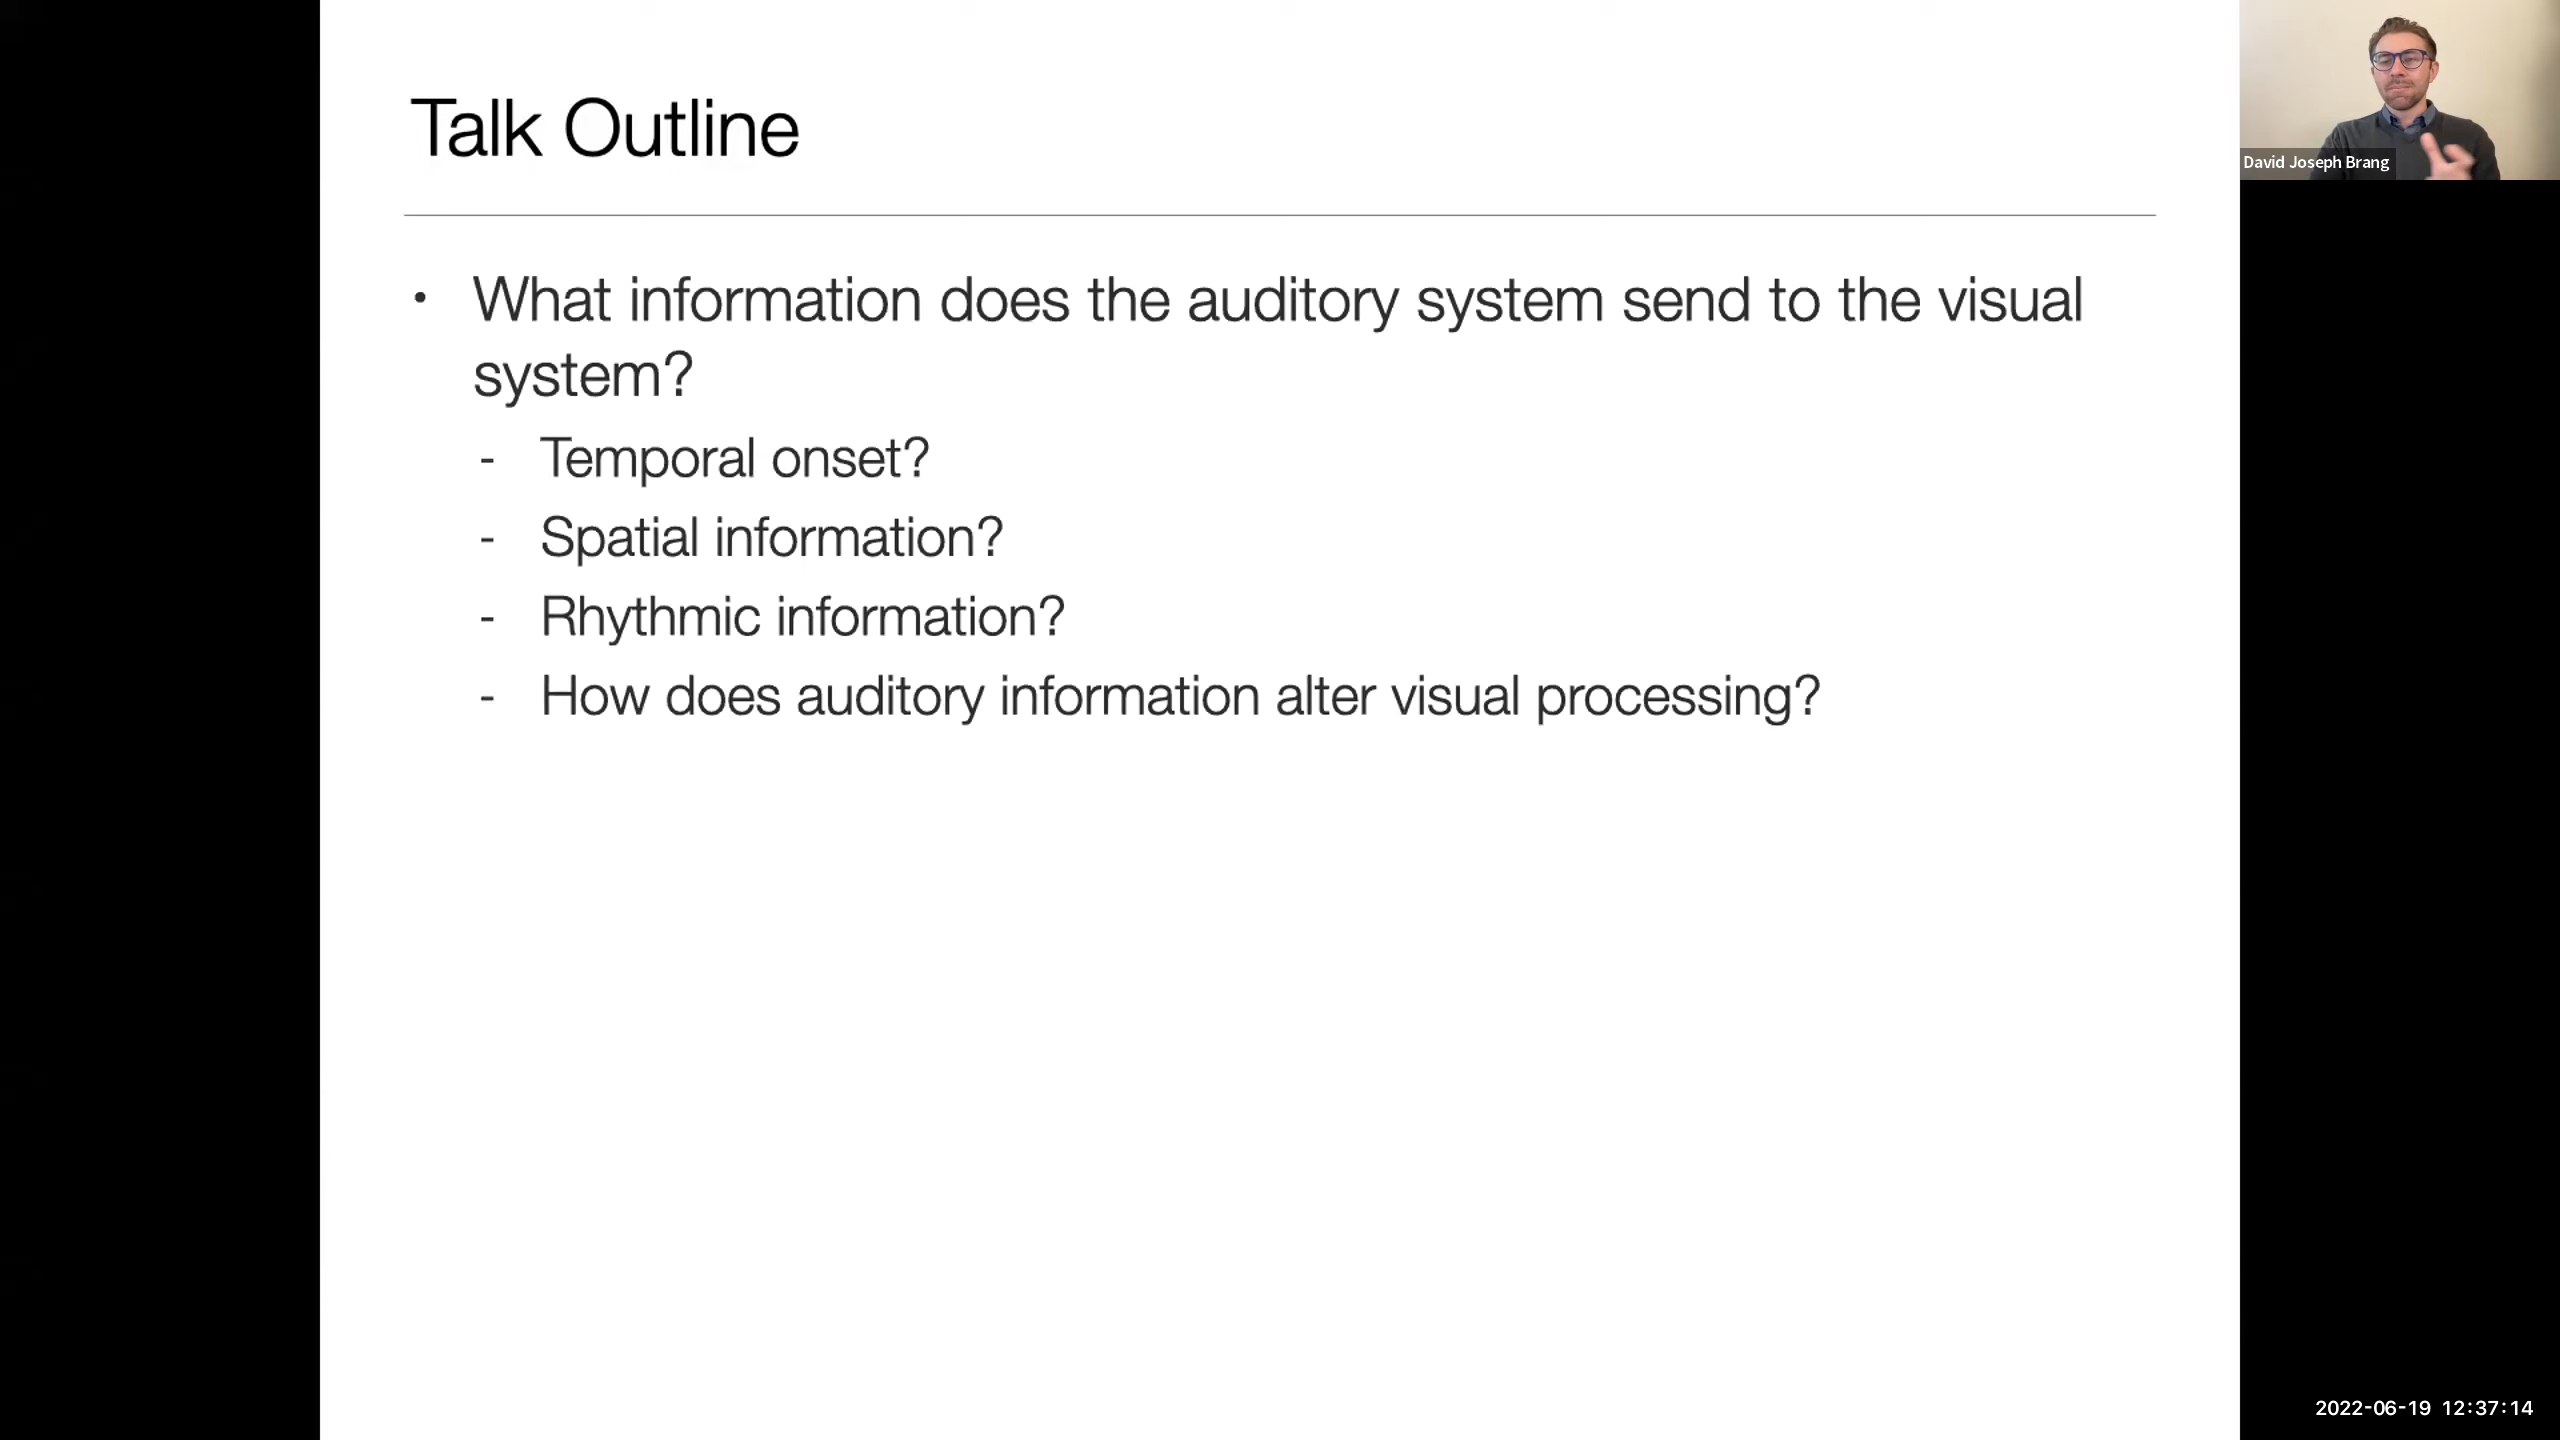 Talk Outline
• What information does the auditory system send to the visual
system?
- Temporal onset?
- Spatial information?
- Rhythmic information?
- How does auditory information alter visual processing?
David Joseph Brang
2022-06-19 12:37:14